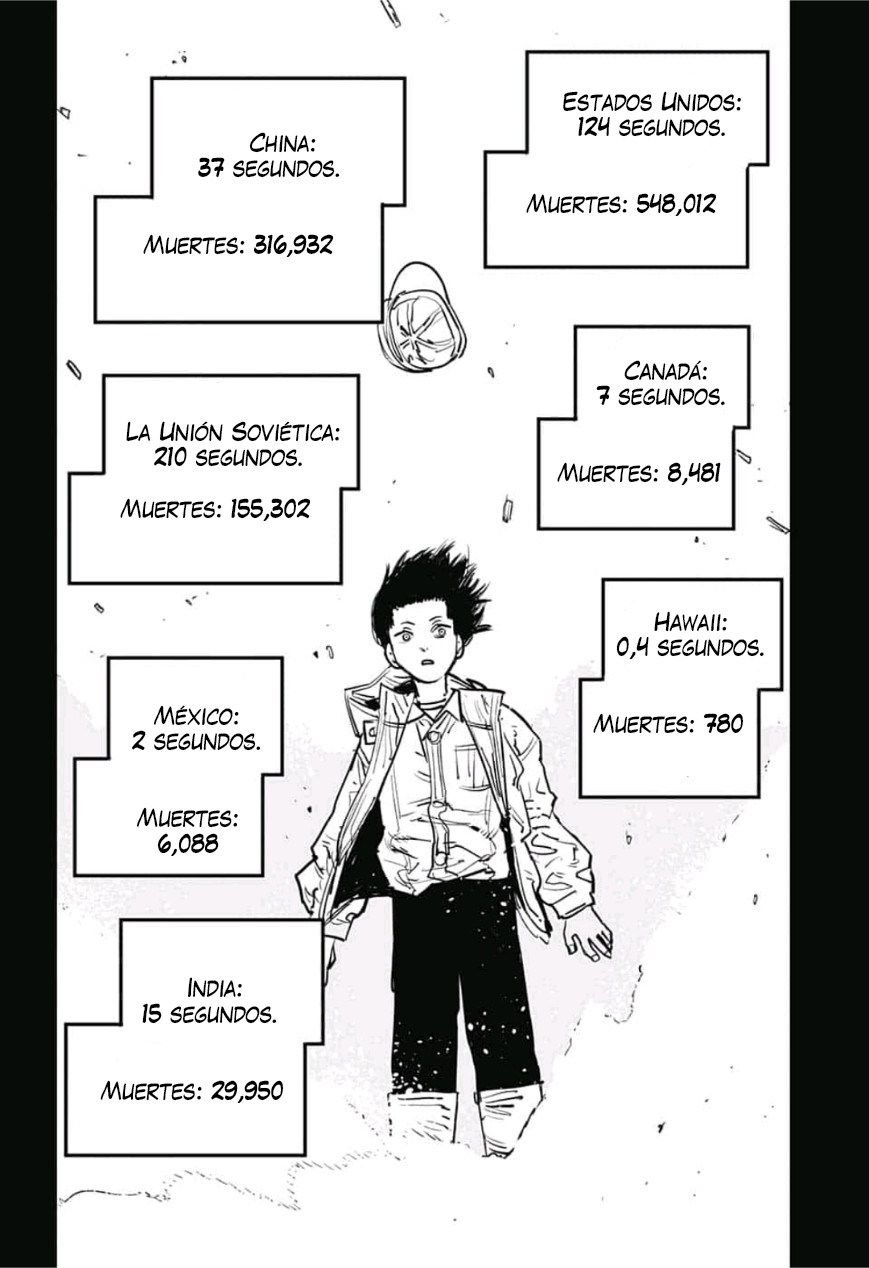 Estados Unidos:
124 segundos.
Muertes: 548,012
China:
37 segundos.
Muertes: 316,932
Canadá:
7 segundos.
Muertes: 8,481
La Unión Soviética:
210 segundos.
Muertes: 155,302
Hawaii:
0,4 segundos.
Muertes: 780
México:
2 segundos.
Muertes:
6,088
India:
15 segundos.
Muertes: 29,950